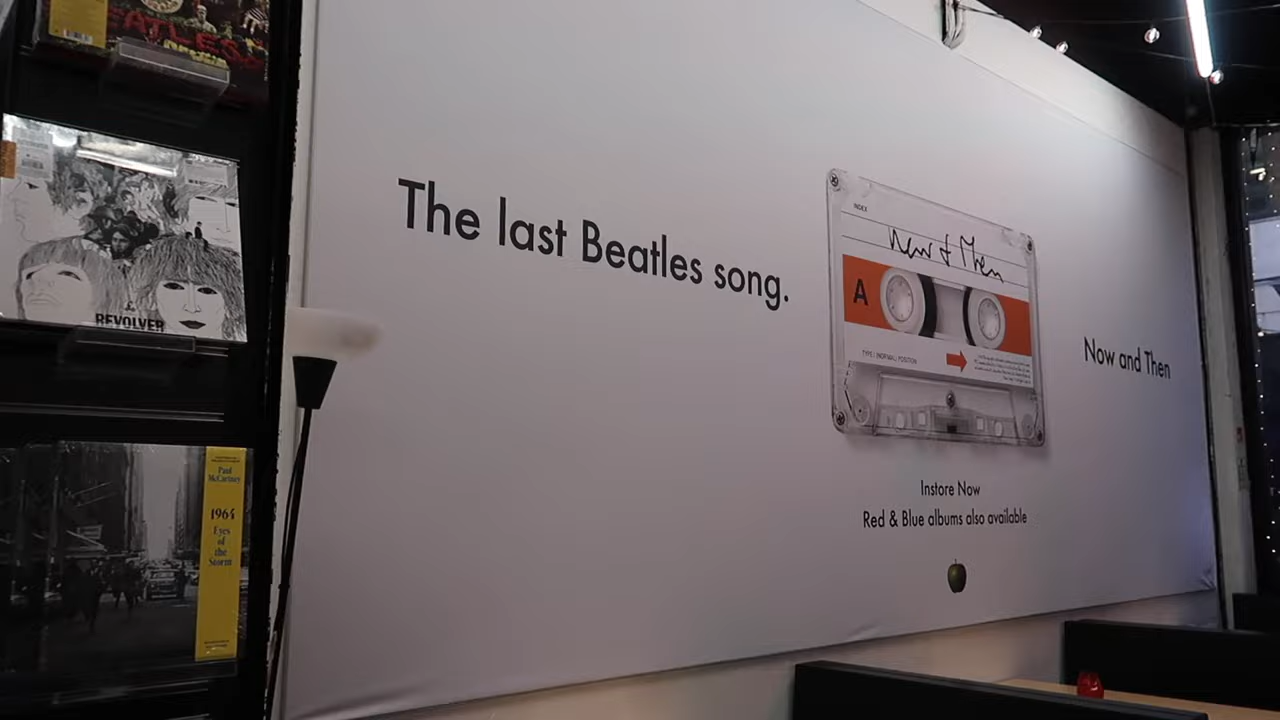 BEATLES
REVOLVER
Paul
McCartney
1964
Eyes
of
the
Storm
The last Beatles song.
INDEX
Now & Then
A
TYPE I (NORMAL) POSITION
Now and Then
Instore Now
Red & Blue albums also available